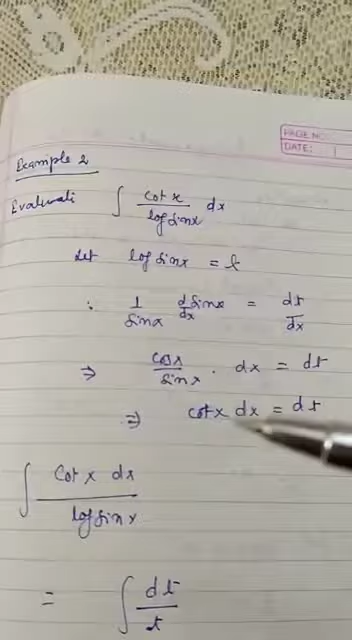 PAGE NO.
DATE:
Example 2
Evaluati ∫ cot x / log sin x dx
Let log sin x = t
∴ 1/sin x d/dx sin x = dt/dx
⇒ cos x / sin x . dx = dt
⇒ cot x dx = dt
∫ cot x dx / log sin x
= ∫ dt / t